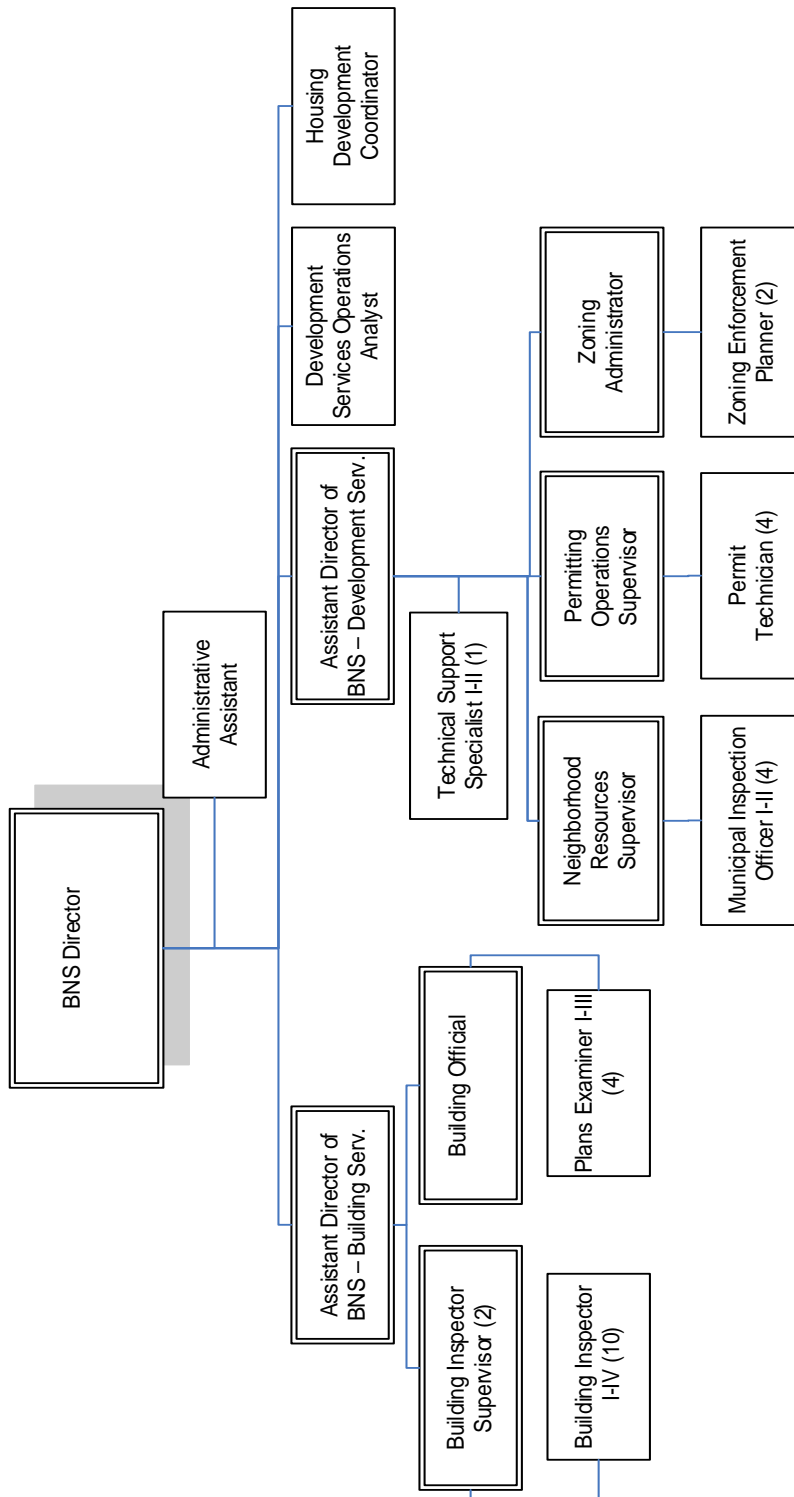 BNS Director
Administrative
Assistant
Assistant Director of
BNS – Building Serv.
Assistant Director of
BNS – Development Serv.
Development
Services Operations
Analyst
Housing
Development
Coordinator
Building Inspector
Supervisor (2)
Building Official
Technical Support
Specialist I-II (1)
Building Inspector
I-IV (10)
Plans Examiner I-III
(4)
Neighborhood
Resources
Supervisor
Permitting
Operations
Supervisor
Zoning
Administrator
Municipal Inspection
Officer I-II (4)
Permit
Technician (4)
Zoning Enforcement
Planner (2)